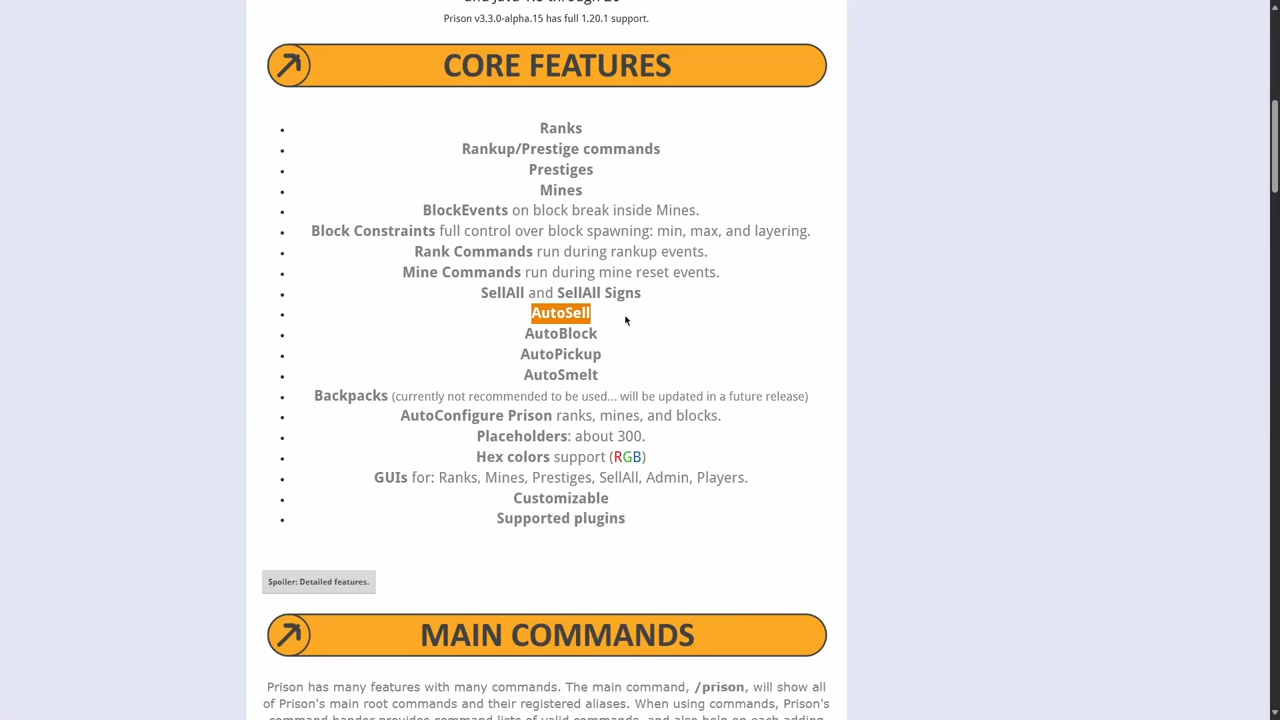 Prison v3.3.0-alpha.15 has full 1.20.1 support.
CORE FEATURES
Ranks
Rankup/Prestige commands
Prestiges
Mines
BlockEvents on block break inside Mines.
Block Constraints full control over block spawning: min, max, and layering.
Rank Commands run during rankup events.
Mine Commands run during mine reset events.
SellAll and SellAll Signs
AutoSell
AutoBlock
AutoPickup
AutoSmelt
Backpacks (currently not recommended to be used... will be updated in a future release)
AutoConfigure Prison ranks, mines, and blocks.
Placeholders: about 300.
Hex colors support (RGB)
GUIs for: Ranks, Mines, Prestiges, SellAll, Admin, Players.
Customizable
Supported plugins
Spoiler: Detailed features.
MAIN COMMANDS
Prison has many features with many commands. The main command, /prison, will show all
of Prison's main root commands and their registered aliases. When using commands, Prison's